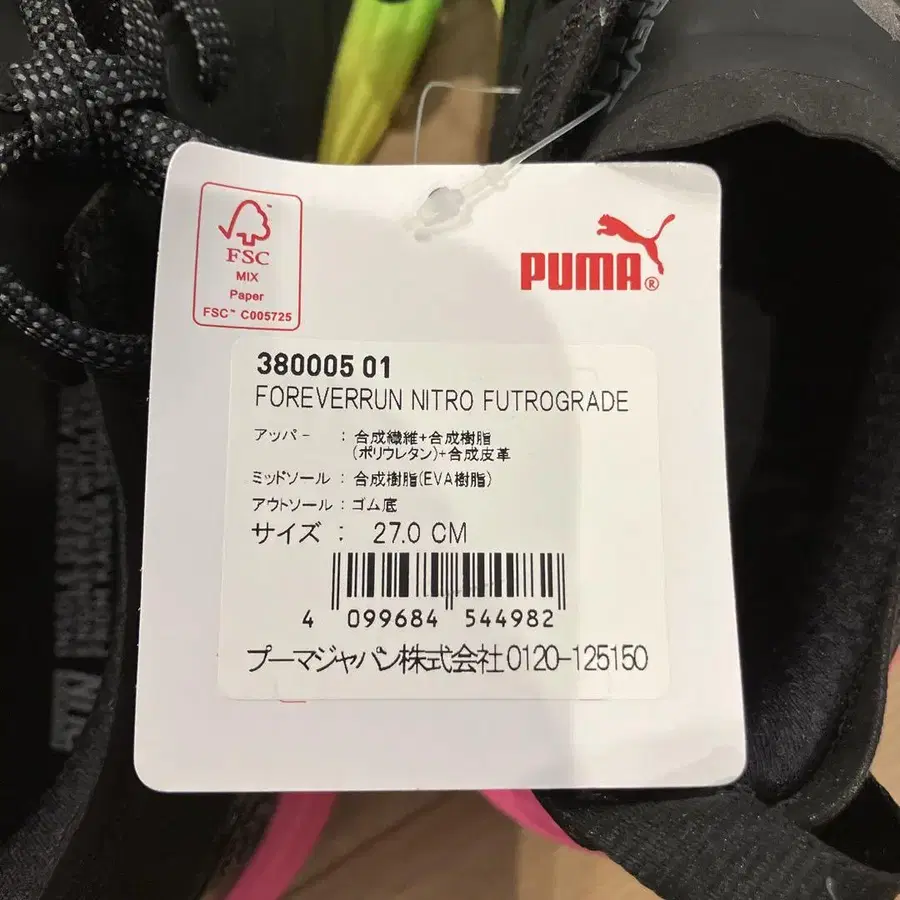 FSC
MIX
Paper
FSC™ C005725
PUMA®
380005 01
FOREVERRUN NITRO FUTROGRADE
アッパー : 合成繊維+合成樹脂
(ポリウレタン)+合成皮革
ミッドソール : 合成樹脂(EVA樹脂)
アウトソール : ゴム底
サイズ : 27.0 CM
4 099684 544982
プーマジャパン株式会社0120-125150